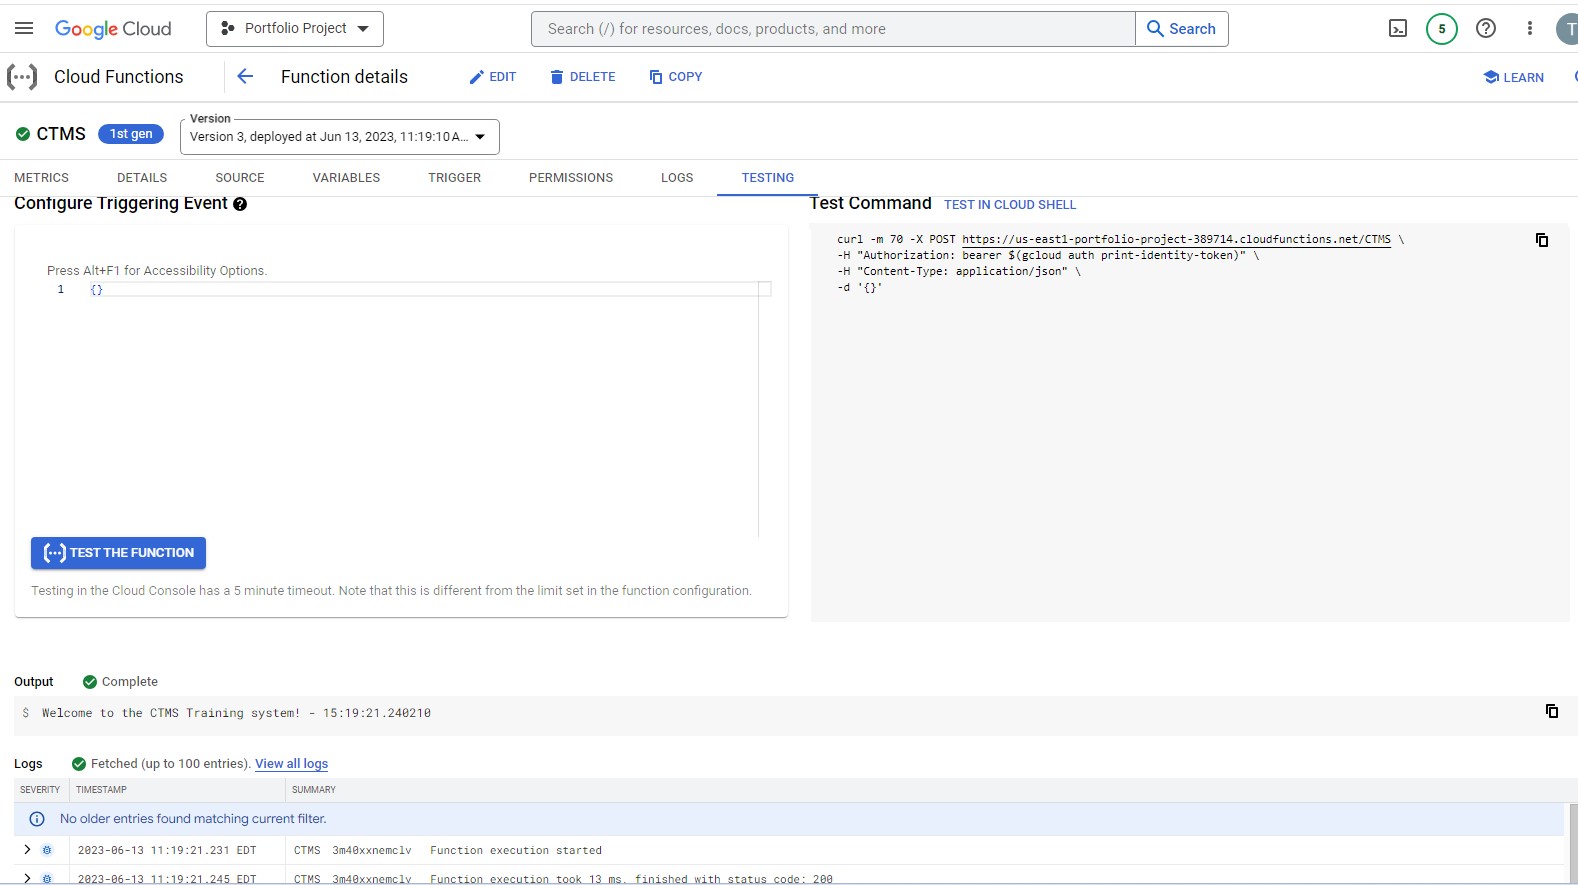 Google Cloud
Portfolio Project
Search (/) for resources, docs, products, and more
Search
5
T
Cloud Functions
Function details
EDIT
DELETE
COPY
LEARN
CTMS
1st gen
Version
Version 3, deployed at Jun 13, 2023, 11:19:10 A...
METRICS
DETAILS
SOURCE
VARIABLES
TRIGGER
PERMISSIONS
LOGS
TESTING
Configure Triggering Event
Press Alt+F1 for Accessibility Options.
1 {}
TEST THE FUNCTION
Testing in the Cloud Console has a 5 minute timeout. Note that this is different from the limit set in the function configuration.
Test Command
TEST IN CLOUD SHELL
curl -m 70 -X POST https://us-east1-portfolio-project-389714.cloudfunctions.net/CTMS \
-H "Authorization: bearer $(gcloud auth print-identity-token)" \
-H "Content-Type: application/json" \
-d '{}'
Output
Complete
$ Welcome to the CTMS Training system! - 15:19:21.240210
Logs
Fetched (up to 100 entries). View all logs
SEVERITY TIMESTAMP SUMMARY
No older entries found matching current filter.
2023-06-13 11:19:21.231 EDT CTMS 3m40xxnemclv Function execution started
2023-06-13 11:19:21.245 EDT CTMS 3m40xxnemclv Function execution took 13 ms, finished with status code: 200